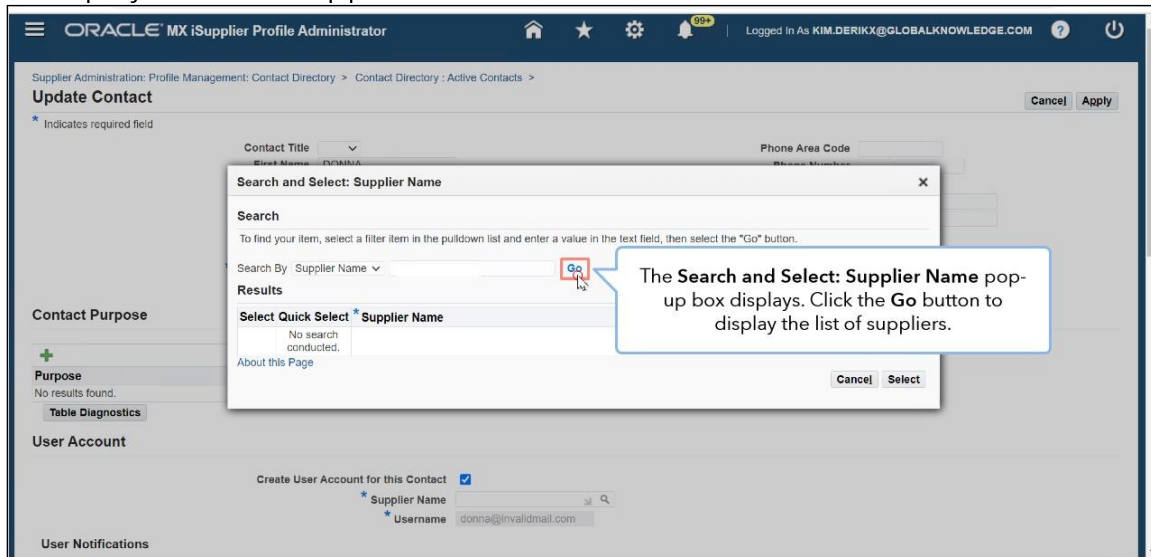 ORACLE MX iSupplier Profile Administrator
99+
Logged In As KIM.DERIKX@GLOBALKNOWLEDGE.COM
?
Supplier Administration: Profile Management: Contact Directory > Contact Directory : Active Contacts >
Update Contact
Cancel Apply
* Indicates required field
Contact Title
Phone Area Code
First Name DONNA
Phone Number
Search and Select: Supplier Name
Search
To find your item, select a filter item in the pulldown list and enter a value in the text field, then select the "Go" button.
* Search By Supplier Name Go
Results
Select Quick Select * Supplier Name
No search
conducted.
About this Page
Cancel Select
The Search and Select: Supplier Name pop-
up box displays. Click the Go button to
display the list of suppliers.
Contact Purpose
Purpose
No results found.
Table Diagnostics
User Account
Create User Account for this Contact
* Supplier Name
* Username donna@invalidmail.com
User Notifications